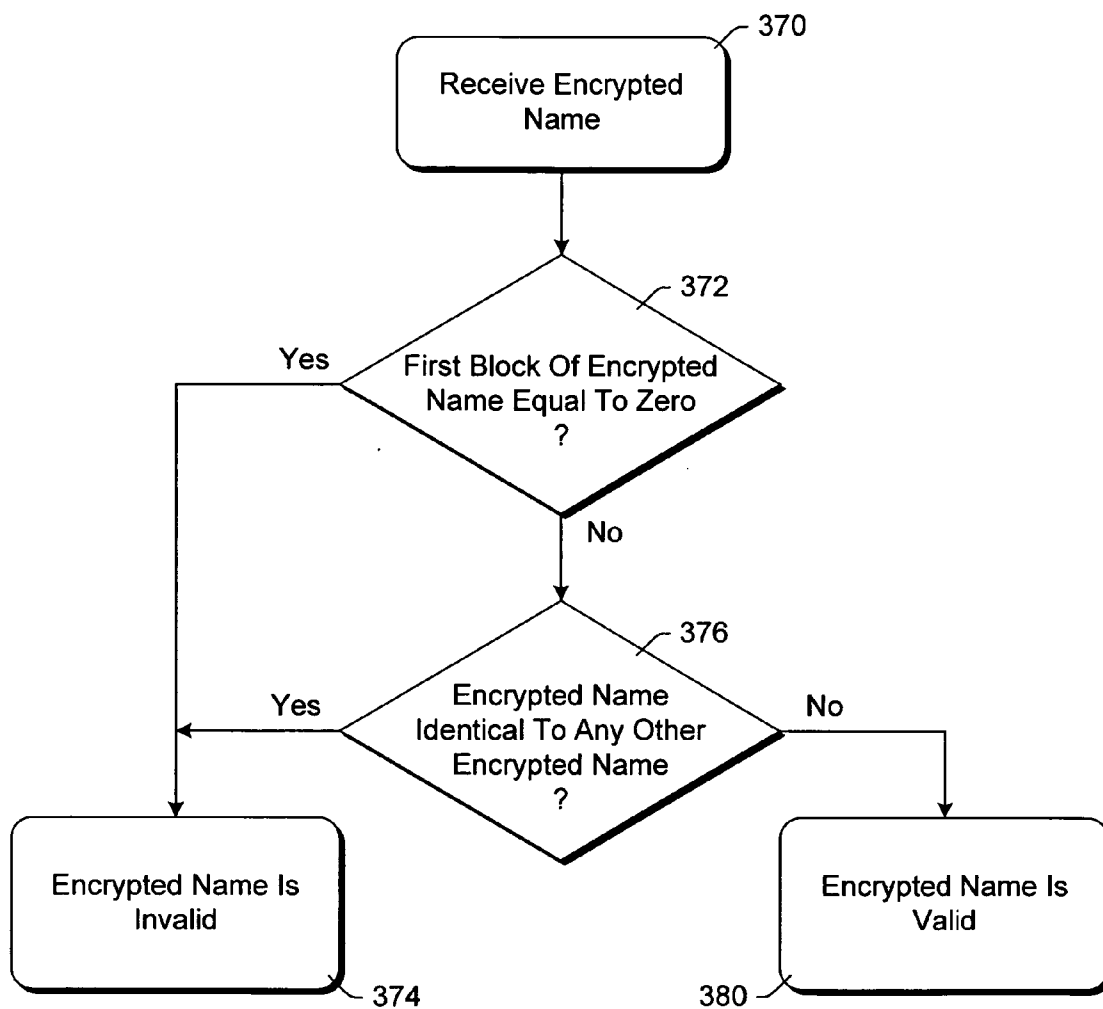 370
Receive Encrypted
Name
372
Yes
First Block Of Encrypted
Name Equal To Zero
?
No
376
Yes
Encrypted Name
Identical To Any Other
Encrypted Name
?
No
Encrypted Name Is
Invalid
374
Encrypted Name Is
Valid
380